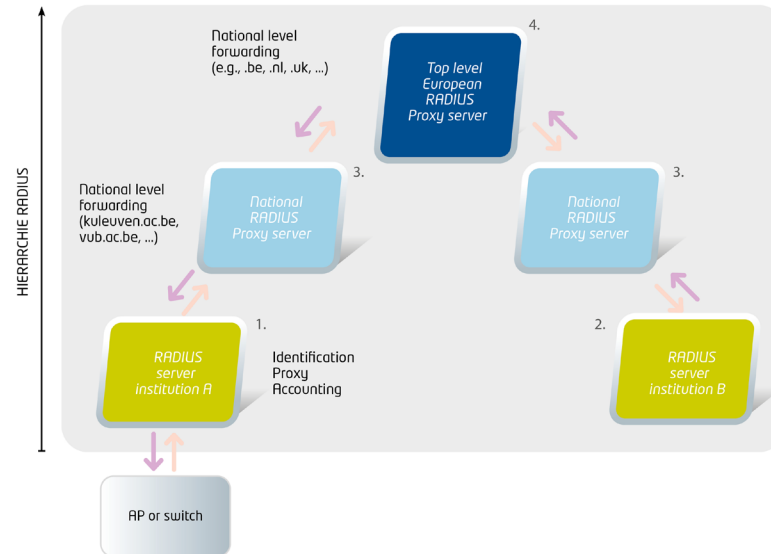 HIERARCHIE RADIUS
National level
forwarding
(e.g., .be, .nl, .uk, ...)
4.
Top level
European
RADIUS
Proxy server
National level
forwarding
(kuleuven.ac.be,
vub.ac.be, ...)
3.
National
RADIUS
Proxy server
3.
National
RADIUS
Proxy server
1.
RADIUS
server
institution A
Identification
Proxy
Accounting
2.
RADIUS
server
institution B
AP or switch